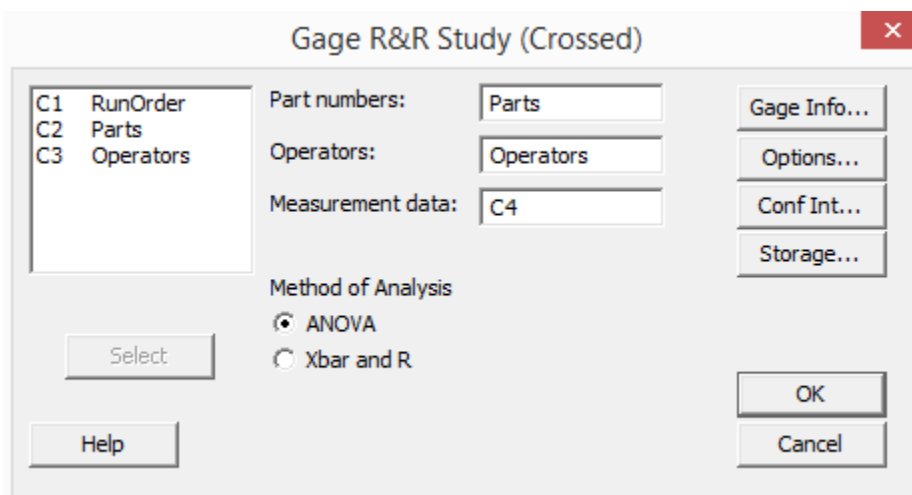 Gage R&R Study (Crossed)
C1 RunOrder
C2 Parts
C3 Operators
Part numbers: Parts
Operators: Operators
Measurement data: C4
Method of Analysis
ANOVA
Xbar and R
Gage Info...
Options...
Conf Int...
Storage...
Select
Help
OK
Cancel